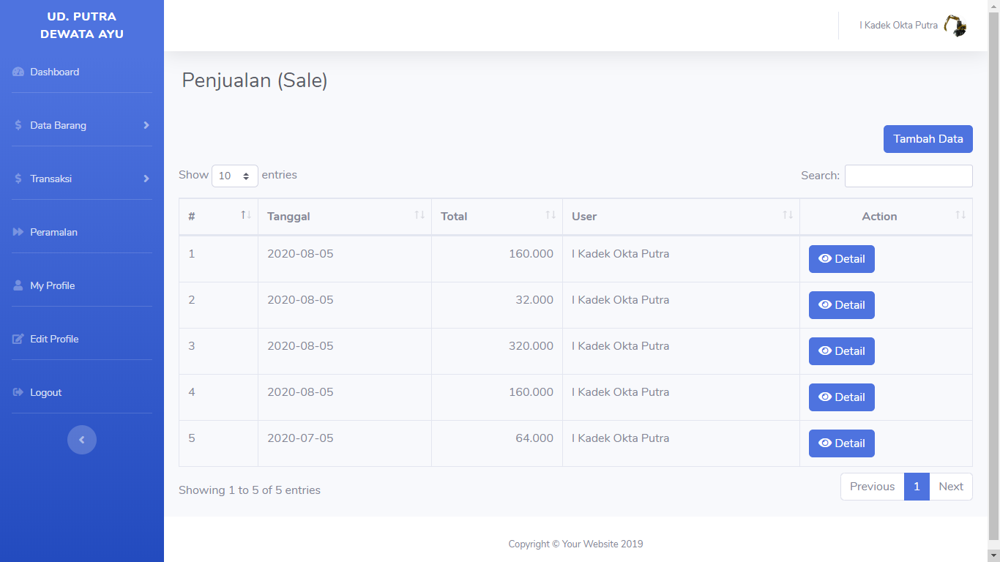 UD. PUTRA
DEWATA AYU
I Kadek Okta Putra
Dashboard
Data Barang
Transaksi
Peramalan
My Profile
Edit Profile
Logout
Penjualan (Sale)
Tambah Data
Show 10 entries Search:
# Tanggal Total User Action
1 2020-08-05 160.000 I Kadek Okta Putra Detail
2 2020-08-05 32.000 I Kadek Okta Putra Detail
3 2020-08-05 320.000 I Kadek Okta Putra Detail
4 2020-08-05 160.000 I Kadek Okta Putra Detail
5 2020-07-05 64.000 I Kadek Okta Putra Detail
Showing 1 to 5 of 5 entries Previous 1 Next
Copyright © Your Website 2019